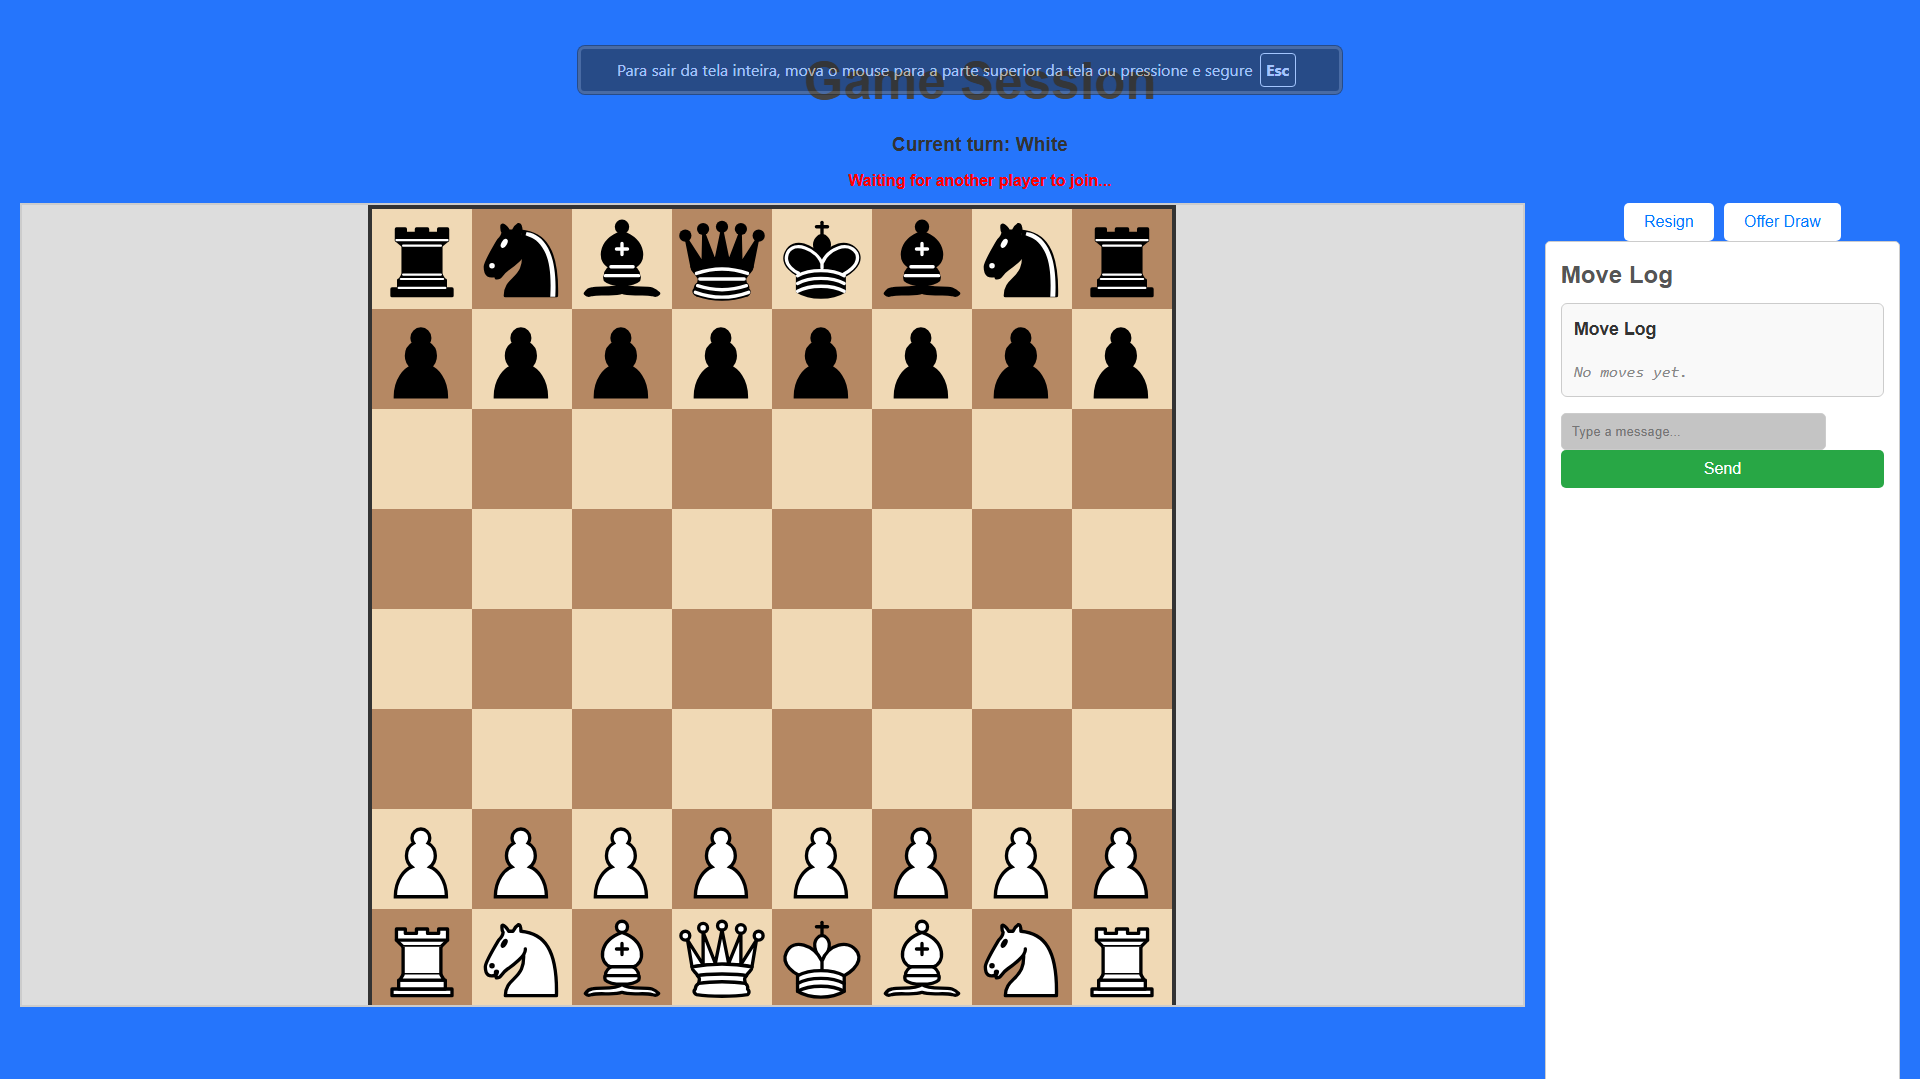 Para sair da tela inteira, mova o mouse para a parte superior da tela ou pressione e segure Esc
Game Session
Current turn: White
Waiting for another player to join...
Resign Offer Draw
Move Log
Move Log
No moves yet.
Type a message...
Send